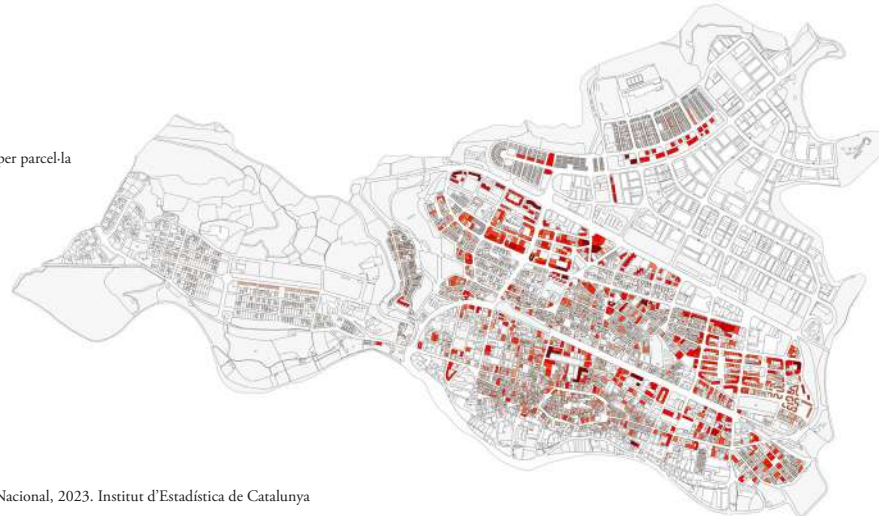 per parcel·la
Nacional, 2023. Institut d’Estadística de Catalunya